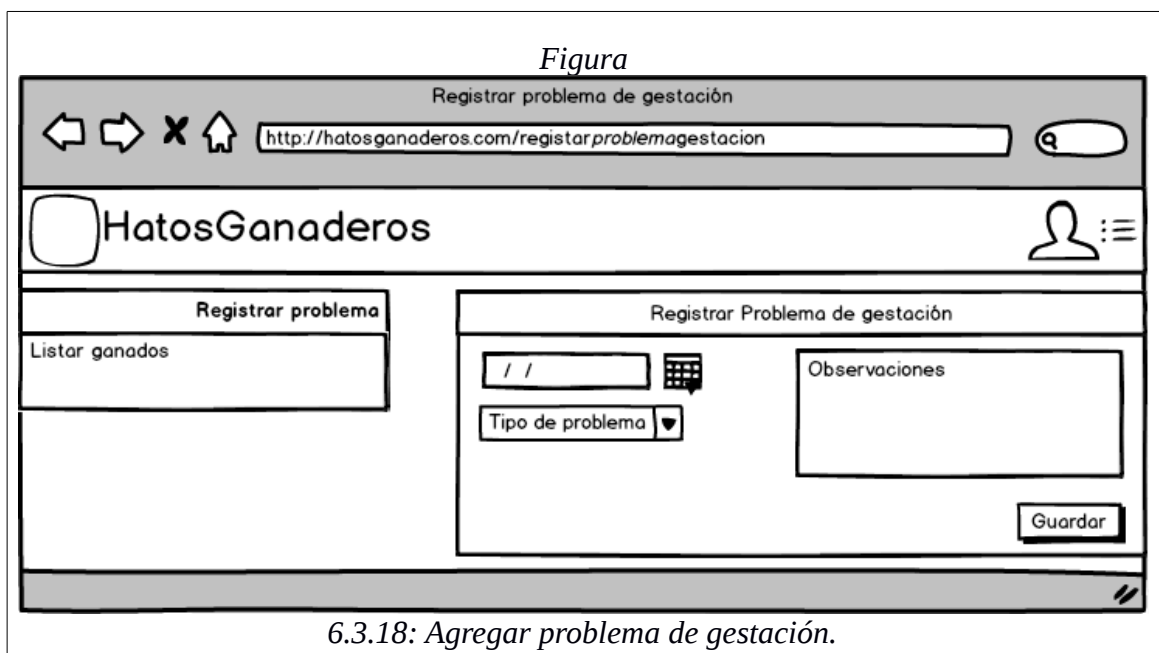 Figura
Registrar problema de gestación
http://hatosganaderos.com/registarproblemagestacion
HatosGanaderos
Registrar problema
Listar ganados
Registrar Problema de gestación
/ /
Tipo de problema
Observaciones
Guardar
6.3.18: Agregar problema de gestación.